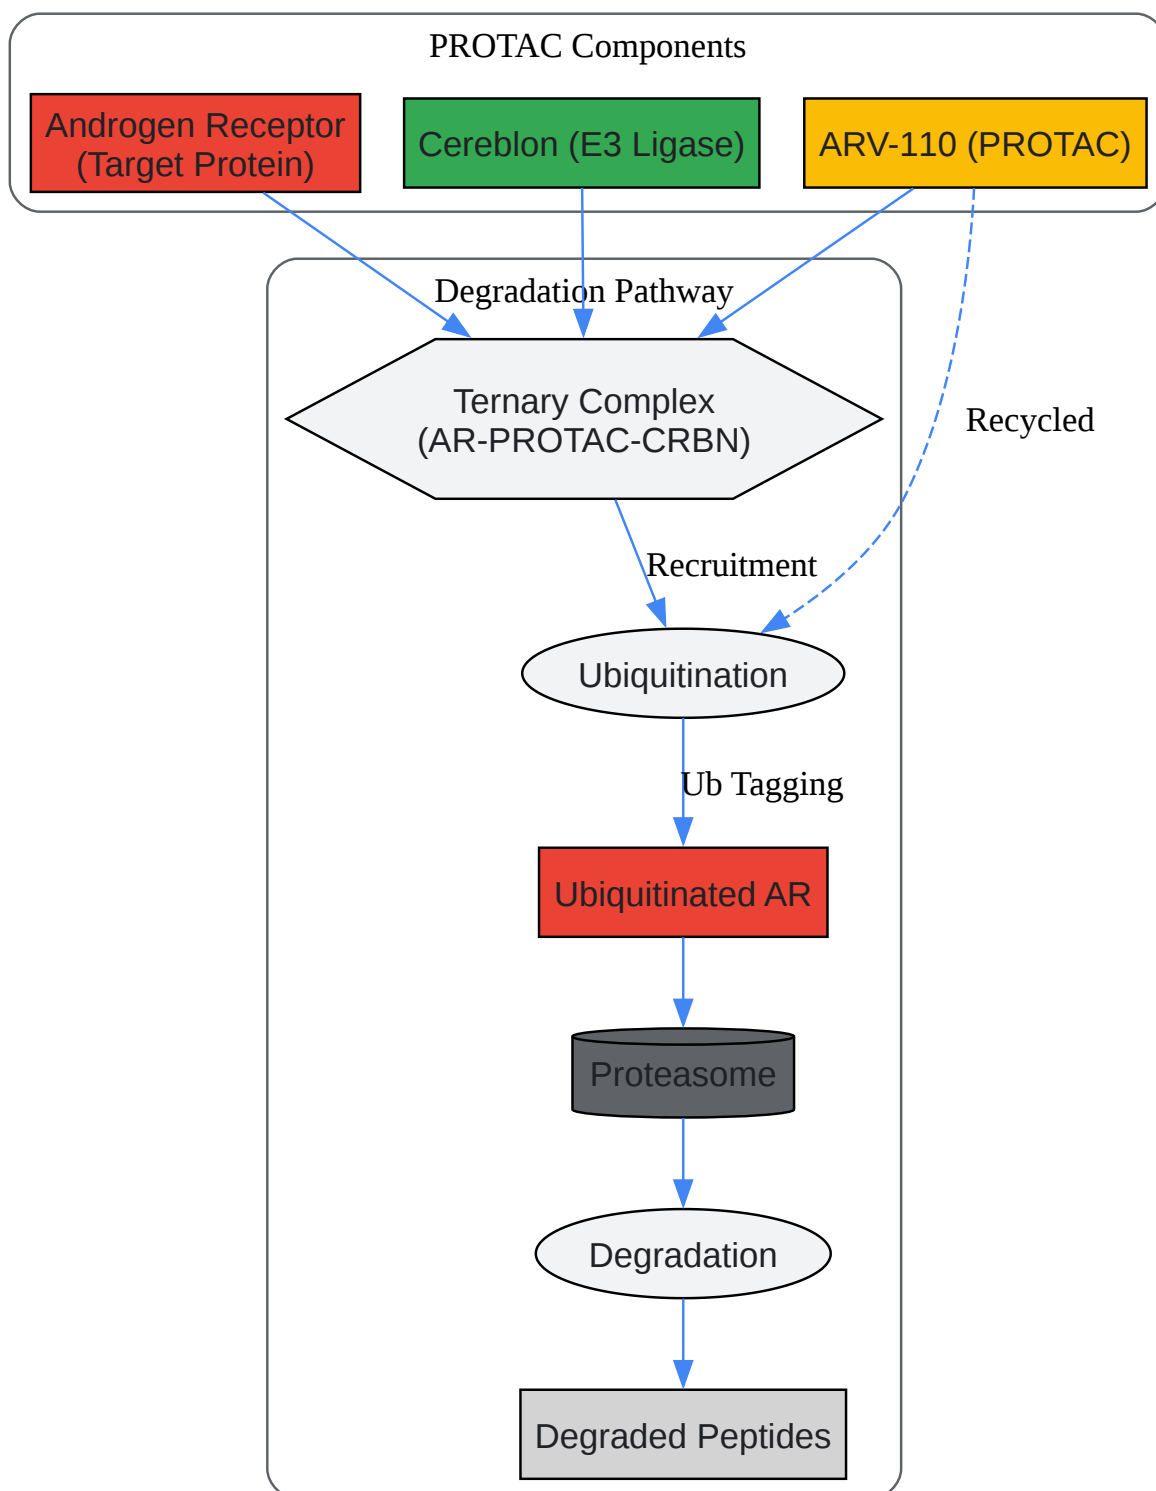 PROTAC Components
Androgen Receptor
(Target Protein)
Cereblon (E3 Ligase)
ARV-110 (PROTAC)
Degradation Pathway
Ternary Complex
(AR-PROTAC-CRBN)
Recycled
Recruitment
Ubiquitination
Ub Tagging
Ubiquitinated AR
Proteasome
Degradation
Degraded Peptides